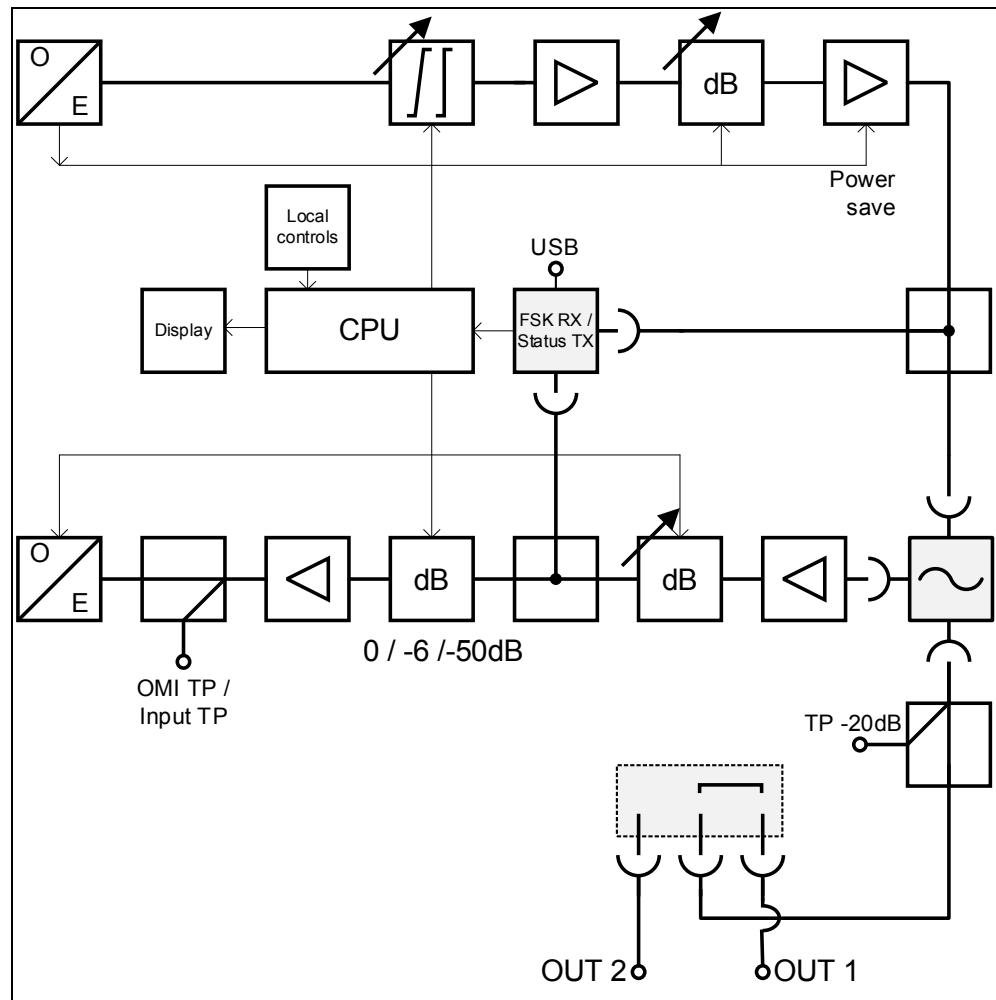 O
E
dB
Power
save
Local
controls
USB
Display
CPU
FSK RX /
Status TX
O
E
dB
dB
0 / -6 /-50dB
OMI TP /
Input TP
TP -20dB
OUT 2
OUT 1